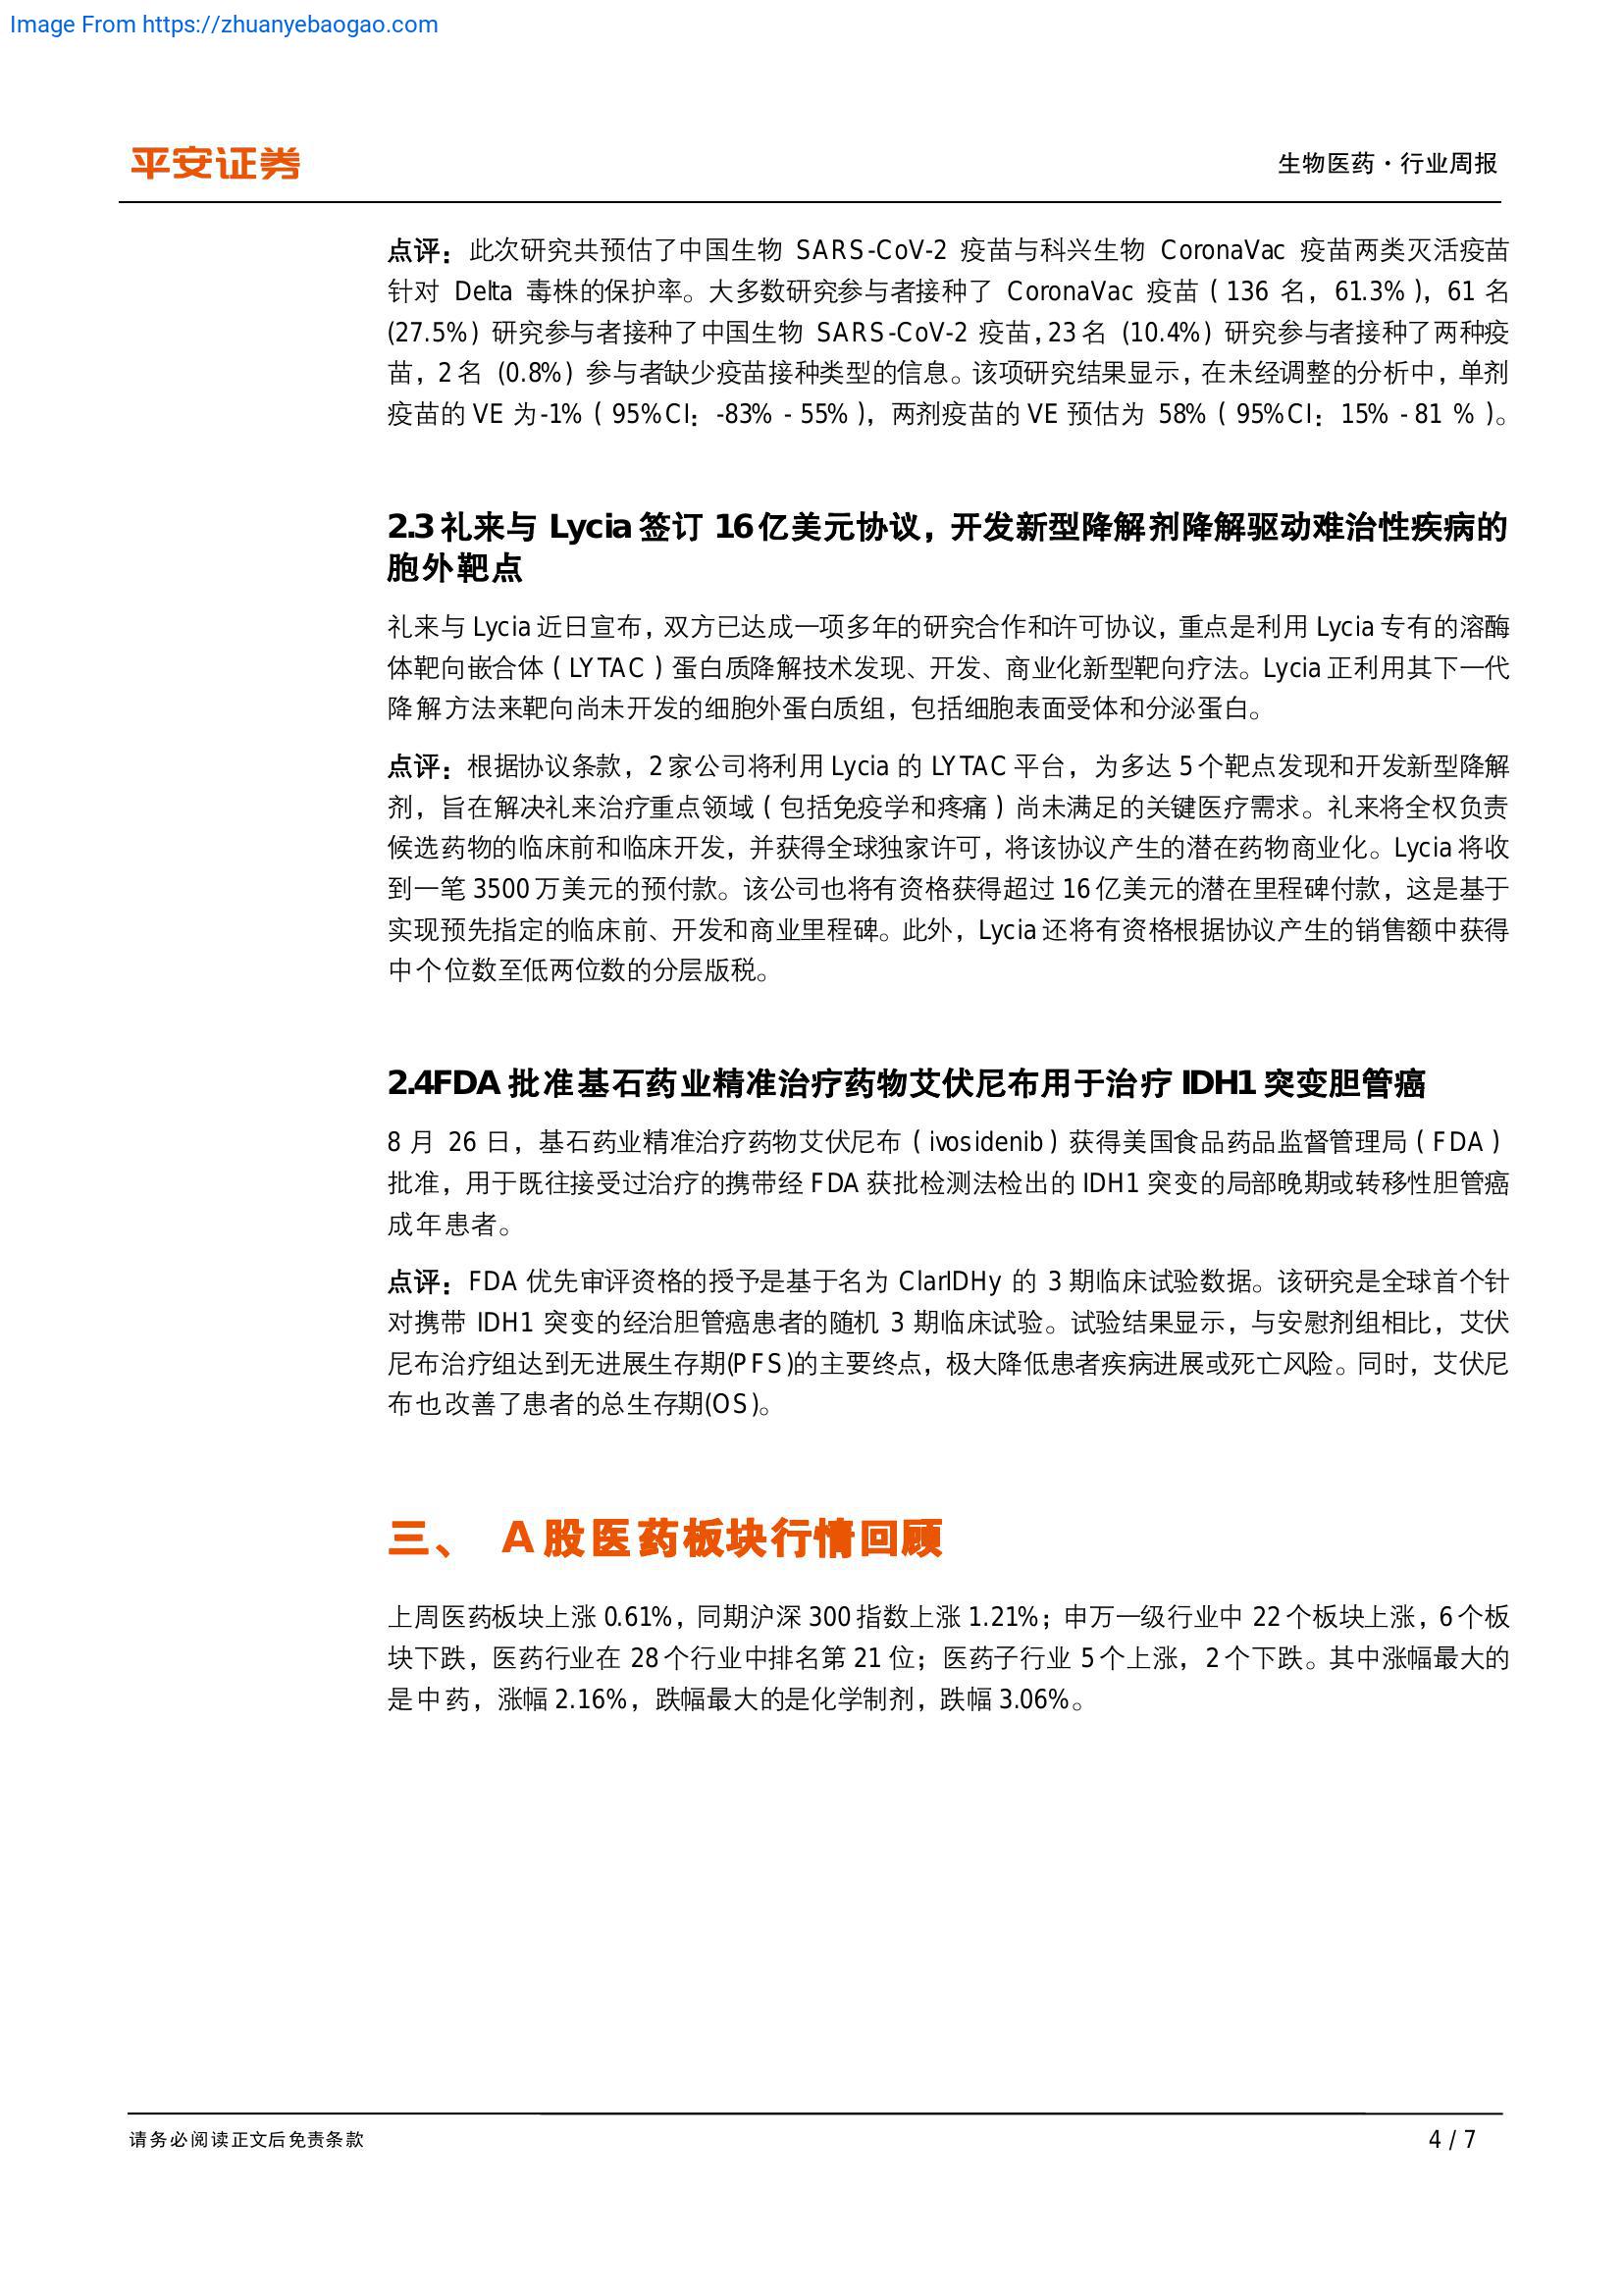 Image From https://zhuanyebaogao.com
平安证券
生物医药·行业周报
点评：此次研究共预估了中国生物 SARS-CoV-2 疫苗与科兴生物 CoronaVac 疫苗两类灭活疫苗
针对 Delta 毒株的保护率。大多数研究参与者接种了 CoronaVac 疫苗（136 名，61.3%），61 名
(27.5%) 研究参与者接种了中国生物 SARS-CoV-2 疫苗，23 名 (10.4%) 研究参与者接种了两种疫
苗，2 名 (0.8%) 参与者缺少疫苗接种类型的信息。该项研究结果显示，在未经调整的分析中，单剂
疫苗的 VE 为-1%（95%CI：-83% - 55%），两剂疫苗的 VE 预估为 58%（95%CI：15% - 81 %）。
2.3 礼来与 Lycia 签订 16 亿美元协议，开发新型降解剂降解驱动难治性疾病的
胞外靶点
礼来与 Lycia 近日宣布，双方已达成一项多年的研究合作和许可协议，重点是利用 Lycia 专有的溶酶
体靶向嵌合体（LYTAC）蛋白质降解技术发现、开发、商业化新型靶向疗法。Lycia 正利用其下一代
降解方法来靶向尚未开发的细胞外蛋白质组，包括细胞表面受体和分泌蛋白。
点评：根据协议条款，2 家公司将利用 Lycia 的 LYTAC 平台，为多达 5 个靶点发现和开发新型降解
剂，旨在解决礼来治疗重点领域（包括免疫学和疼痛）尚未满足的关键医疗需求。礼来将全权负责
候选药物的临床前和临床开发，并获得全球独家许可，将该协议产生的潜在药物商业化。Lycia 将收
到一笔 3500 万美元的预付款。该公司也将有资格获得超过 16 亿美元的潜在里程碑付款，这是基于
实现预先指定的临床前、开发和商业里程碑。此外，Lycia 还将有资格根据协议产生的销售额中获得
中个位数至低两位数的分层版税。
2.4FDA 批准基石药业精准治疗药物艾伏尼布用于治疗 IDH1 突变胆管癌
8 月 26 日，基石药业精准治疗药物艾伏尼布（ivosidenib）获得美国食品药品监督管理局（FDA）
批准，用于既往接受过治疗的携带经 FDA 获批检测法检出的 IDH1 突变的局部晚期或转移性胆管癌
成年患者。
点评：FDA 优先审评资格的授予是基于名为 ClarIDHy 的 3 期临床试验数据。该研究是全球首个针
对携带 IDH1 突变的经治胆管癌患者的随机 3 期临床试验。试验结果显示，与安慰剂组相比，艾伏
尼布治疗组达到无进展生存期(PFS)的主要终点，极大降低患者疾病进展或死亡风险。同时，艾伏尼
布也改善了患者的总生存期(OS)。
三、 A 股医药板块行情回顾
上周医药板块上涨 0.61%，同期沪深 300 指数上涨 1.21%；申万一级行业中 22 个板块上涨，6 个板
块下跌，医药行业在 28 个行业中排名第 21 位；医药子行业 5 个上涨，2 个下跌。其中涨幅最大的
是中药，涨幅 2.16%，跌幅最大的是化学制剂，跌幅 3.06%。
请务必阅读正文后免责条款
4 / 7